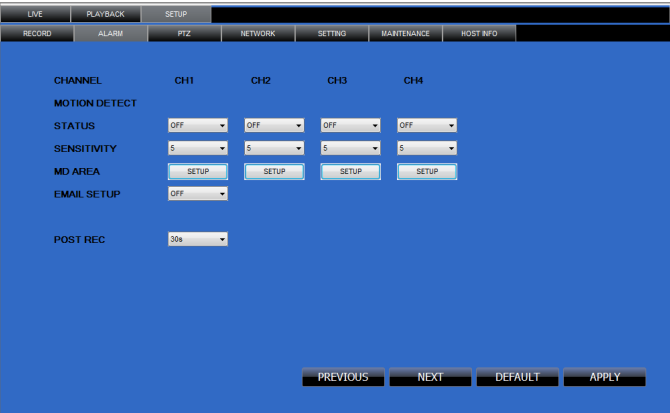 LIVE PLAYBACK SETUP
RECORD ALARM PTZ NETWORK SETTING MAINTENANCE HOST INFO
CHANNEL CH1 CH2 CH3 CH4
MOTION DETECT
STATUS OFF OFF OFF OFF
SENSITIVITY 5 5 5 5
MD AREA SETUP SETUP SETUP SETUP
EMAIL SETUP OFF
POST REC 30s
PREVIOUS NEXT DEFAULT APPLY